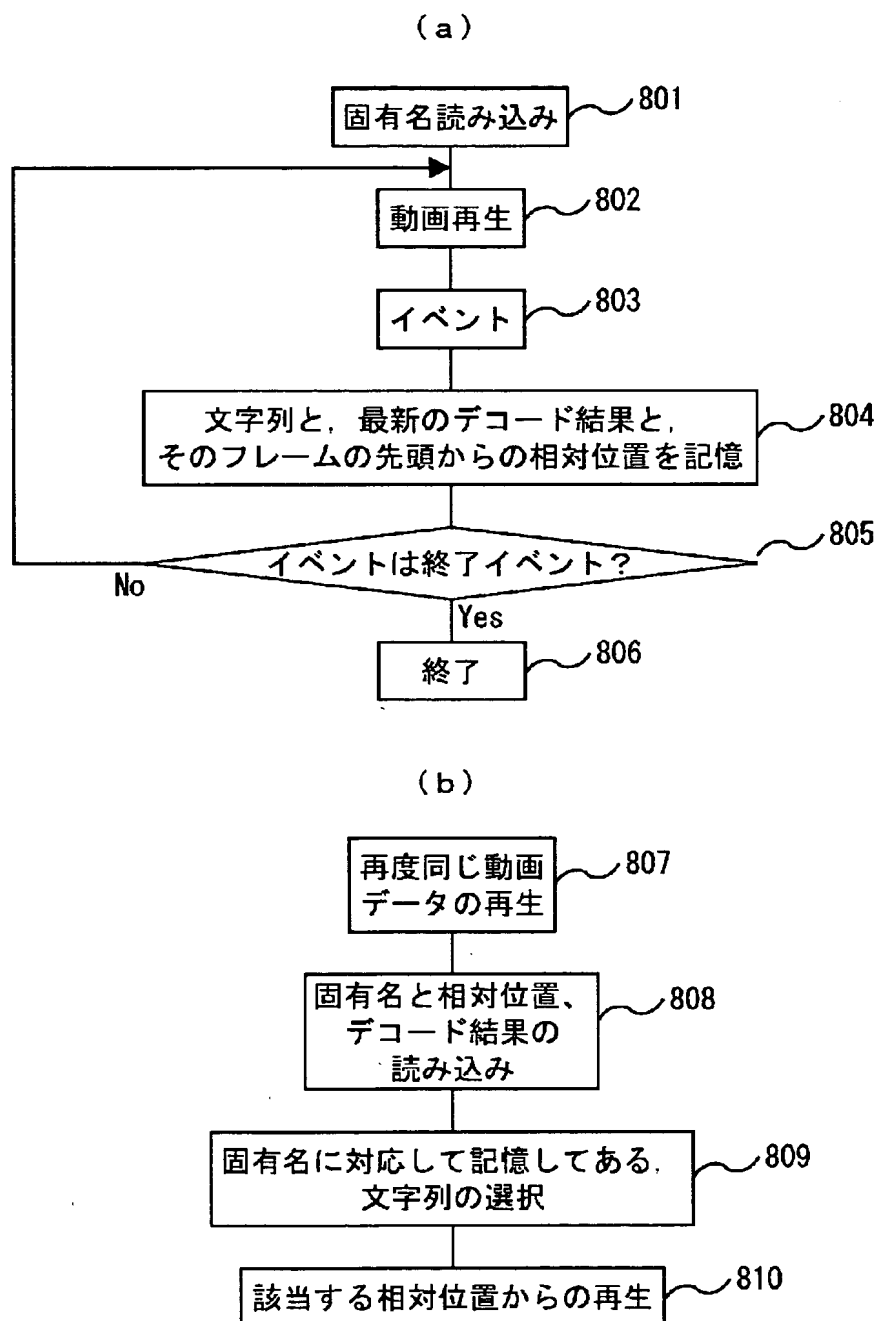 (a)
固有名読み込み
801
動画再生
802
イベント
803
文字列と，最新のデコード結果と，
そのフレームの先頭からの相対位置を記憶
804
イベントは終了イベント？
805
No
Yes
終了
806
(b)
再度同じ動画
データの再生
807
固有名と相対位置、
デコード結果の
読み込み
808
固有名に対応して記憶してある，
文字列の選択
809
該当する相対位置からの再生
810